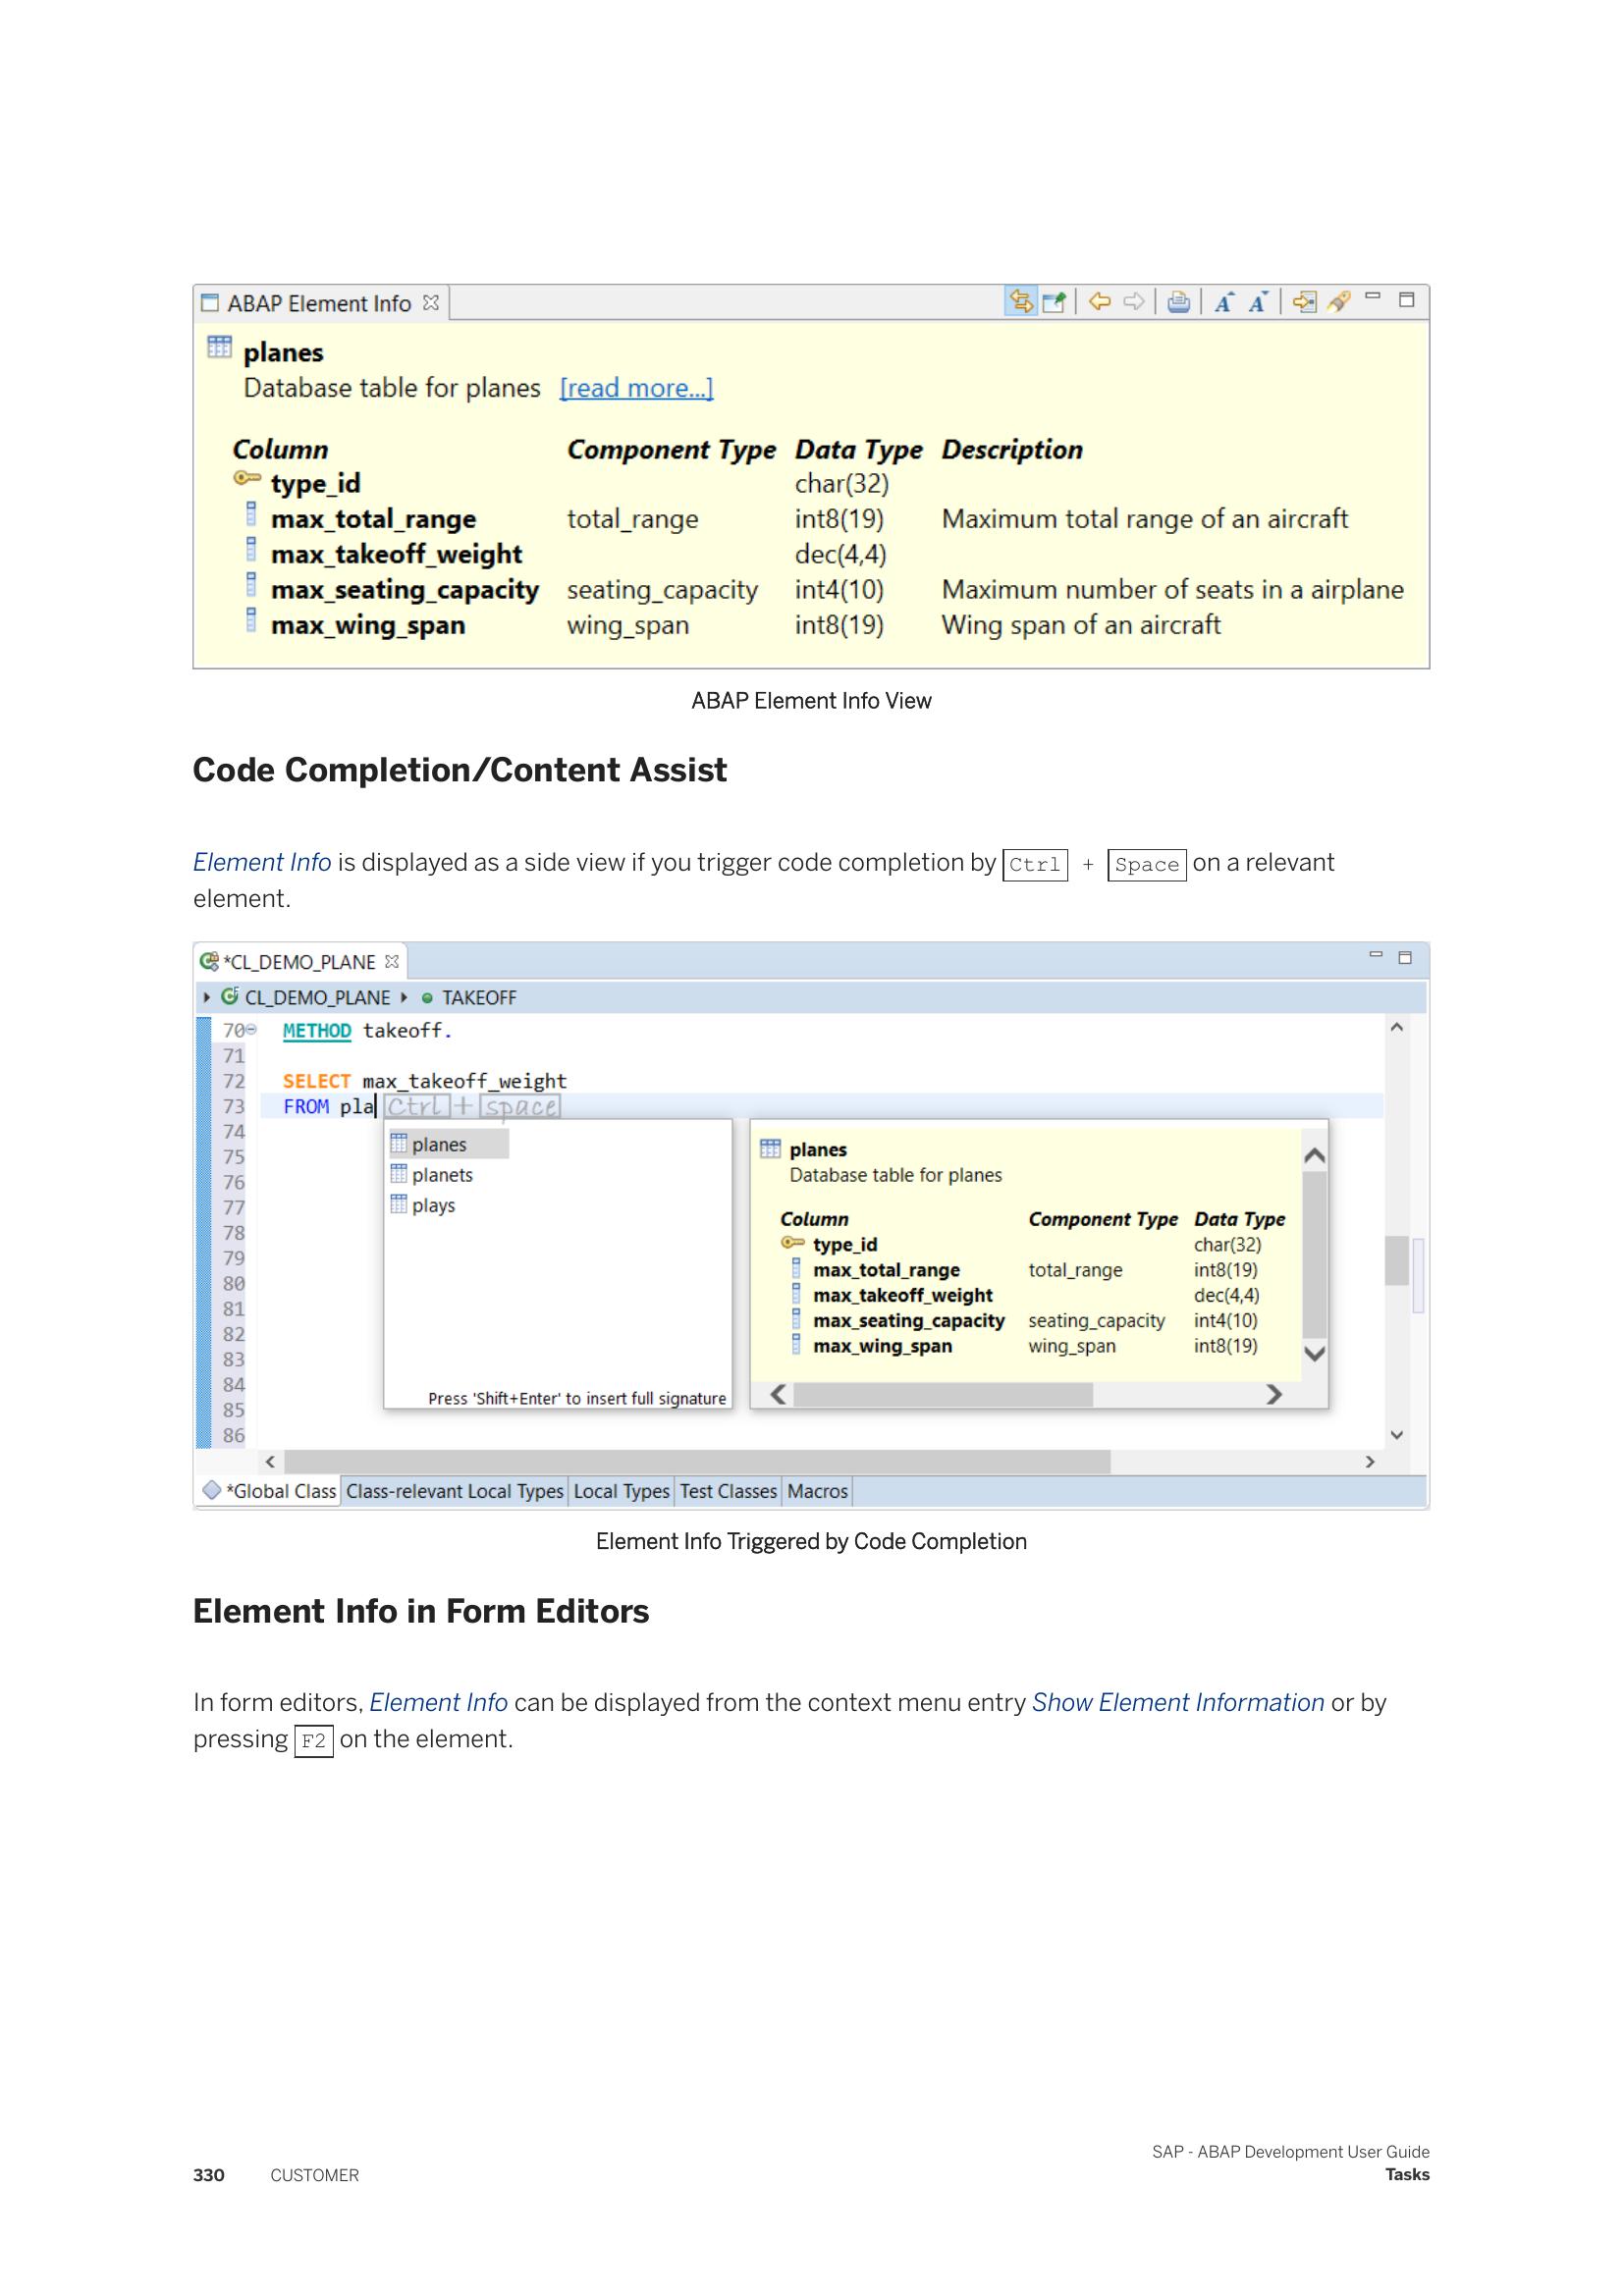 ABAP Element Info
planes
Database table for planes [read more...]
Column Component Type Data Type Description
type_id char(32)
max_total_range total_range int8(19) Maximum total range of an aircraft
max_takeoff_weight dec(4,4)
max_seating_capacity seating_capacity int4(10) Maximum number of seats in a airplane
max_wing_span wing_span int8(19) Wing span of an aircraft
ABAP Element Info View
Code Completion/Content Assist
Element Info is displayed as a side view if you trigger code completion by Ctrl + Space on a relevant
element.
*CL_DEMO_PLANE
CL_DEMO_PLANE TAKEOFF
70 METHOD takeoff.
71
72 SELECT max_takeoff_weight
73 FROM pla Ctrl + space
74
75
76
77
78
79
80
81
82
83
84
85
86
planes
planets
plays
Press 'Shift+Enter' to insert full signature
planes
Database table for planes
Column Component Type Data Type
type_id char(32)
max_total_range total_range int8(19)
max_takeoff_weight dec(4,4)
max_seating_capacity seating_capacity int4(10)
max_wing_span wing_span int8(19)
*Global Class Class-relevant Local Types Local Types Test Classes Macros
Element Info Triggered by Code Completion
Element Info in Form Editors
In form editors, Element Info can be displayed from the context menu entry Show Element Information or by
pressing F2 on the element.
SAP - ABAP Development User Guide
330 CUSTOMER Tasks